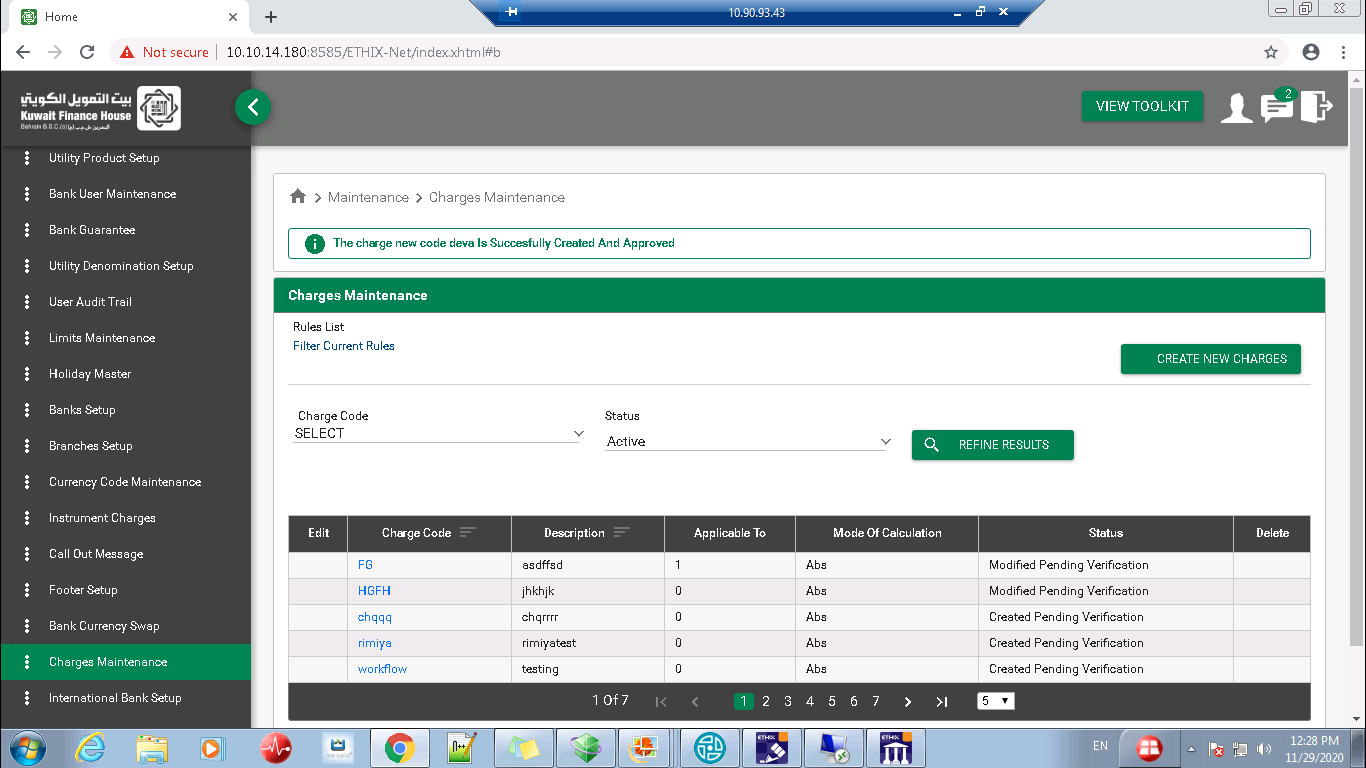 Home
10.90.93.43
Not secure
10.10.14.180:8585/ETHIX-Net/index.xhtml#b
بيت التمويل الكويتي
Kuwait Finance House
VIEW TOOLKIT
2
Utility Product Setup
Bank User Maintenance
Bank Guarantee
Utility Denomination Setup
User Audit Trail
Limits Maintenance
Holiday Master
Banks Setup
Branches Setup
Currency Code Maintenance
Instrument Charges
Call Out Message
Footer Setup
Bank Currency Swap
Charges Maintenance
International Bank Setup
Maintenance > Charges Maintenance
The charge new code deva Is Succesfully Created And Approved
Charges Maintenance
Rules List
Filter Current Rules
CREATE NEW CHARGES
Charge Code
SELECT
Status
Active
REFINE RESULTS
Edit Charge Code Description Applicable To Mode Of Calculation Status Delete
FG asdffsd 1 Abs Modified Pending Verification
HGFH jhkhjk 0 Abs Modified Pending Verification
chqqq chqrrrr 0 Abs Created Pending Verification
rimiya rimiyatest 0 Abs Created Pending Verification
workflow testing 0 Abs Created Pending Verification
1 Of 7 1 2 3 4 5 6 7 5
ETHIX
ETHIX
EN
12:28 PM
11/29/2020